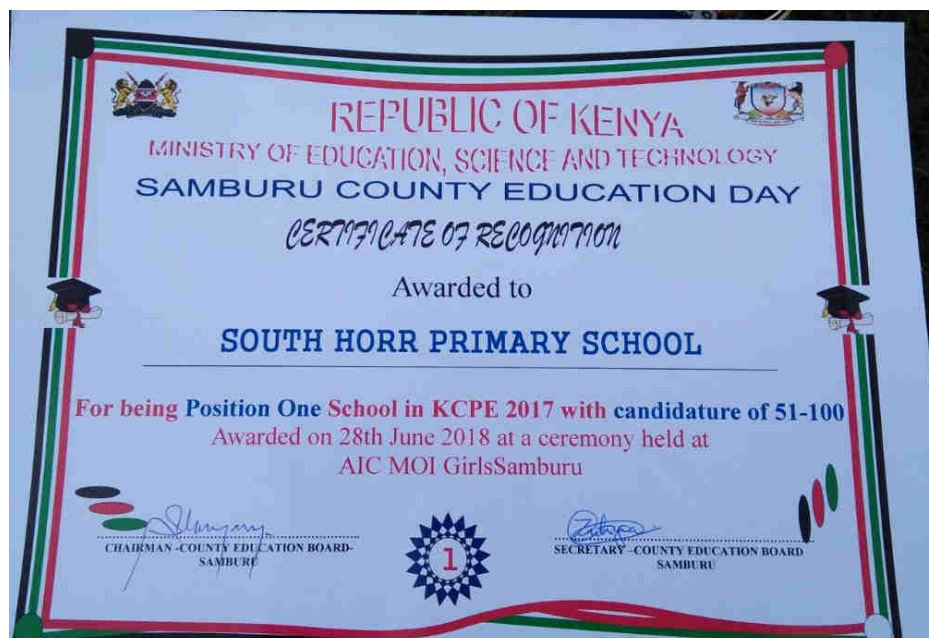 REPUBLIC OF KENYA
MINISTRY OF EDUCATION, SCIENCE AND TECHNOLOGY
SAMBURU COUNTY EDUCATION DAY
CERTIFICATE OF RECOGNITION
Awarded to
SOUTH HORR PRIMARY SCHOOL
For being Position One School in KCPE 2017 with candidature of 51-100
Awarded on 28th June 2018 at a ceremony held at
AIC MOI GirlsSamburu
CHAIRMAN -COUNTY EDUCATION BOARD-
SAMBURU
1
SECRETARY -COUNTY EDUCATION BOARD
SAMBURU